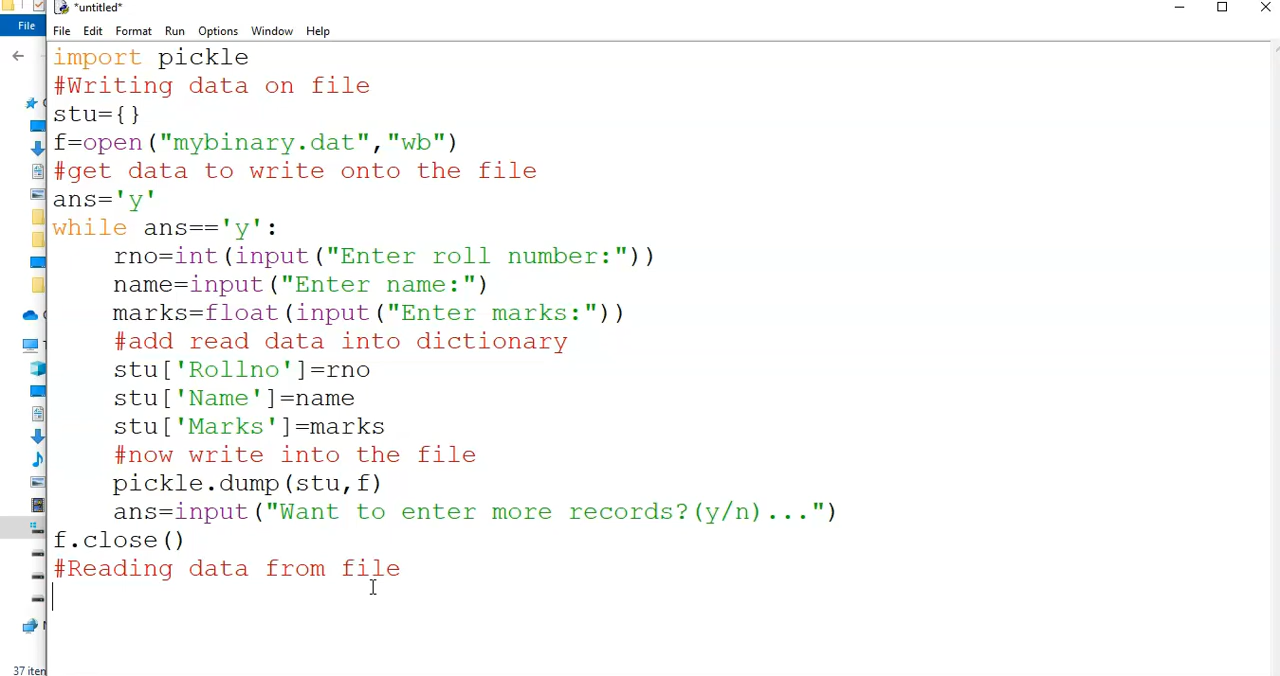 *untitled*
File
File Edit Format Run Options Window Help
import pickle
#Writing data on file
stu={}
f=open("mybinary.dat","wb")
#get data to write onto the file
ans='y'
while ans=='y':
    rno=int(input("Enter roll number:"))
    name=input("Enter name:")
    marks=float(input("Enter marks:"))
    #add read data into dictionary
    stu['Rollno']=rno
    stu['Name']=name
    stu['Marks']=marks
    #now write into the file
    pickle.dump(stu,f)
    ans=input("Want to enter more records?(y/n)...")
f.close()
#Reading data from file
37 iten